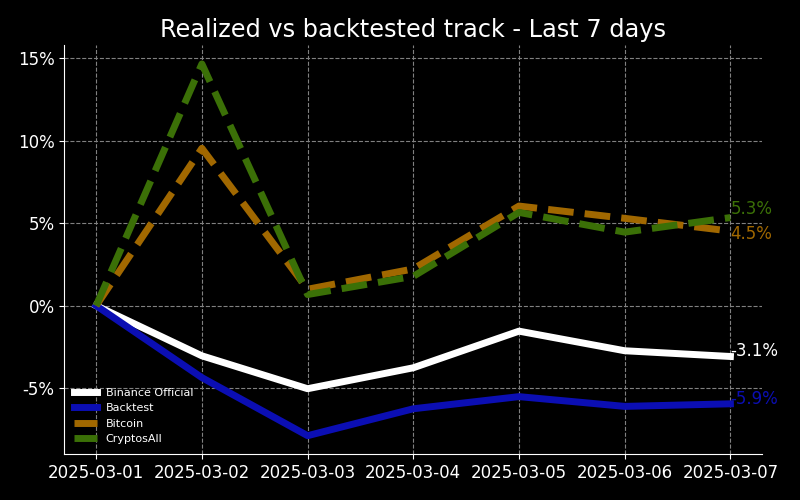 Realized vs backtested track - Last 7 days
15%
10%
5%
0%
-5%
5.3%
4.5%
-3.1%
-5.9%
Binance Official
Backtest
Bitcoin
CryptosAll
2025-03-01 2025-03-02 2025-03-03 2025-03-04 2025-03-05 2025-03-06 2025-03-07